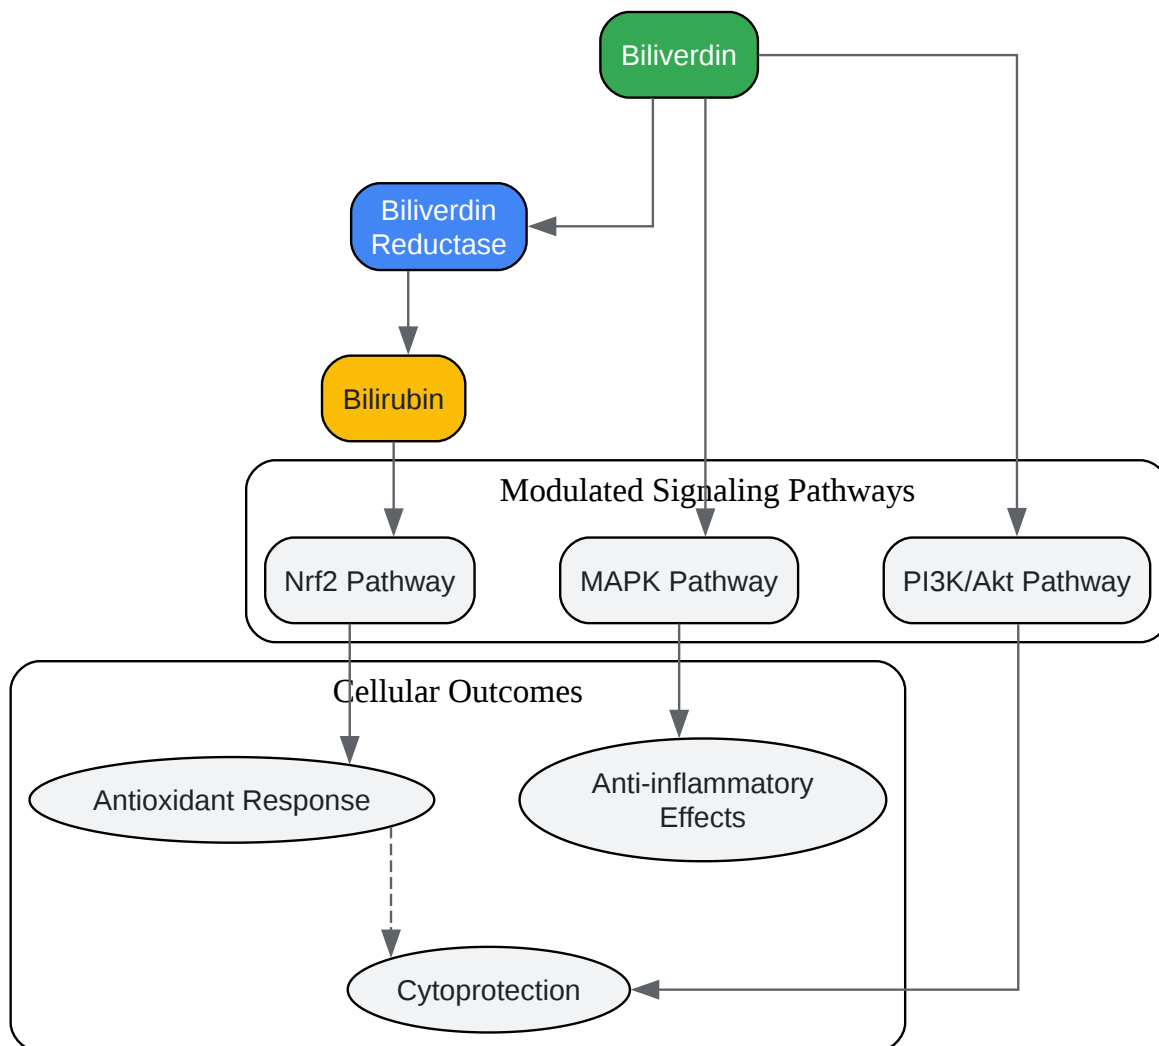 Biliverdin
Biliverdin
Reductase
Bilirubin
Modulated Signaling Pathways
Nrf2 Pathway
MAPK Pathway
PI3K/Akt Pathway
Cellular Outcomes
Antioxidant Response
Anti-inflammatory
Effects
Cytoprotection